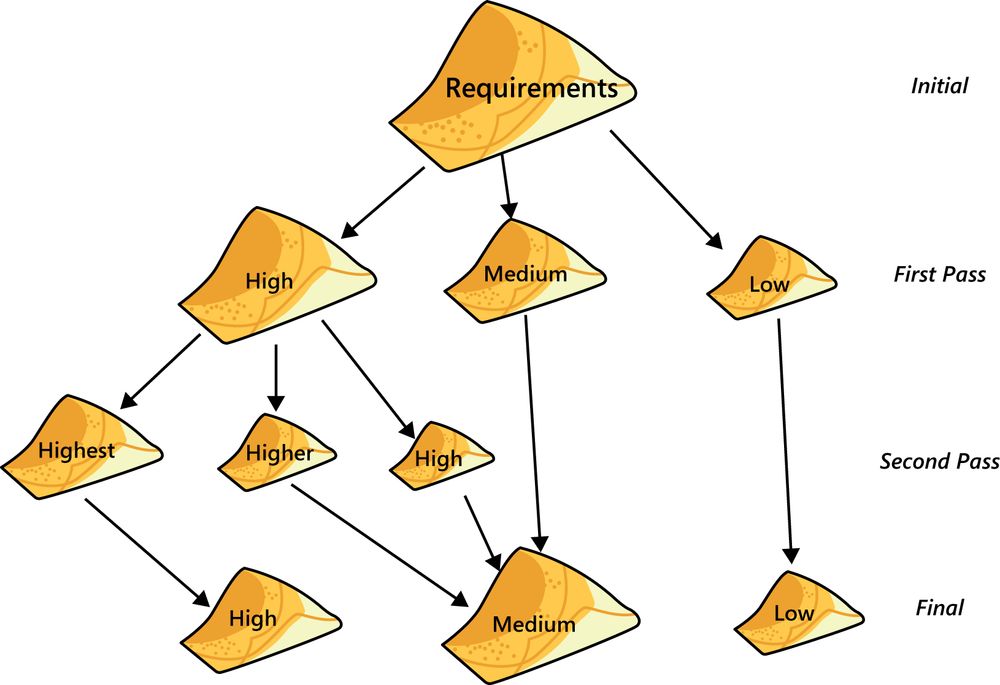 Requirements
Initial
High
Medium
Low
First Pass
Highest
Higher
High
Second Pass
High
Medium
Low
Final